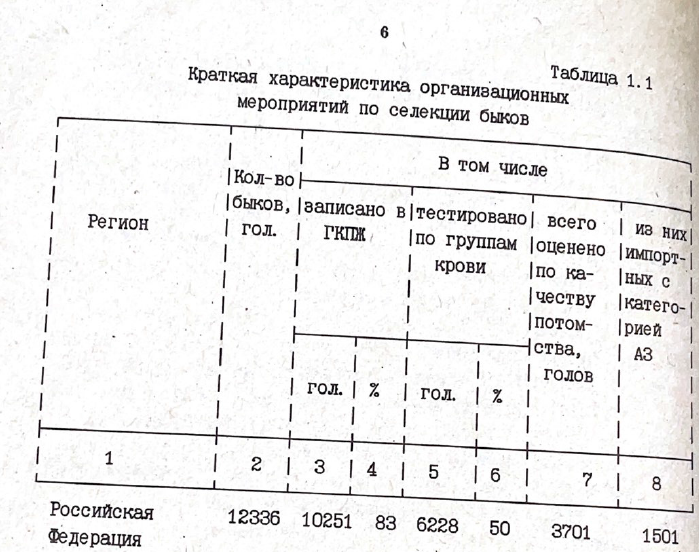 6
Таблица 1.1
Краткая характеристика организационных
мероприятий по селекции быков
Регион
Кол-во
быков,
гол.
В том числе
записано в
ГКПЖ
тестировано
по группам
крови
всего
оценено
по ка-
честву
потом-
ства,
голов
из них
импорт-
ных с
катего-
рией
А3
гол. % гол. %
1 2 3 4 5 6 7 8
Российская 12336 10251 83 6228 50 3701 1501
Федерация